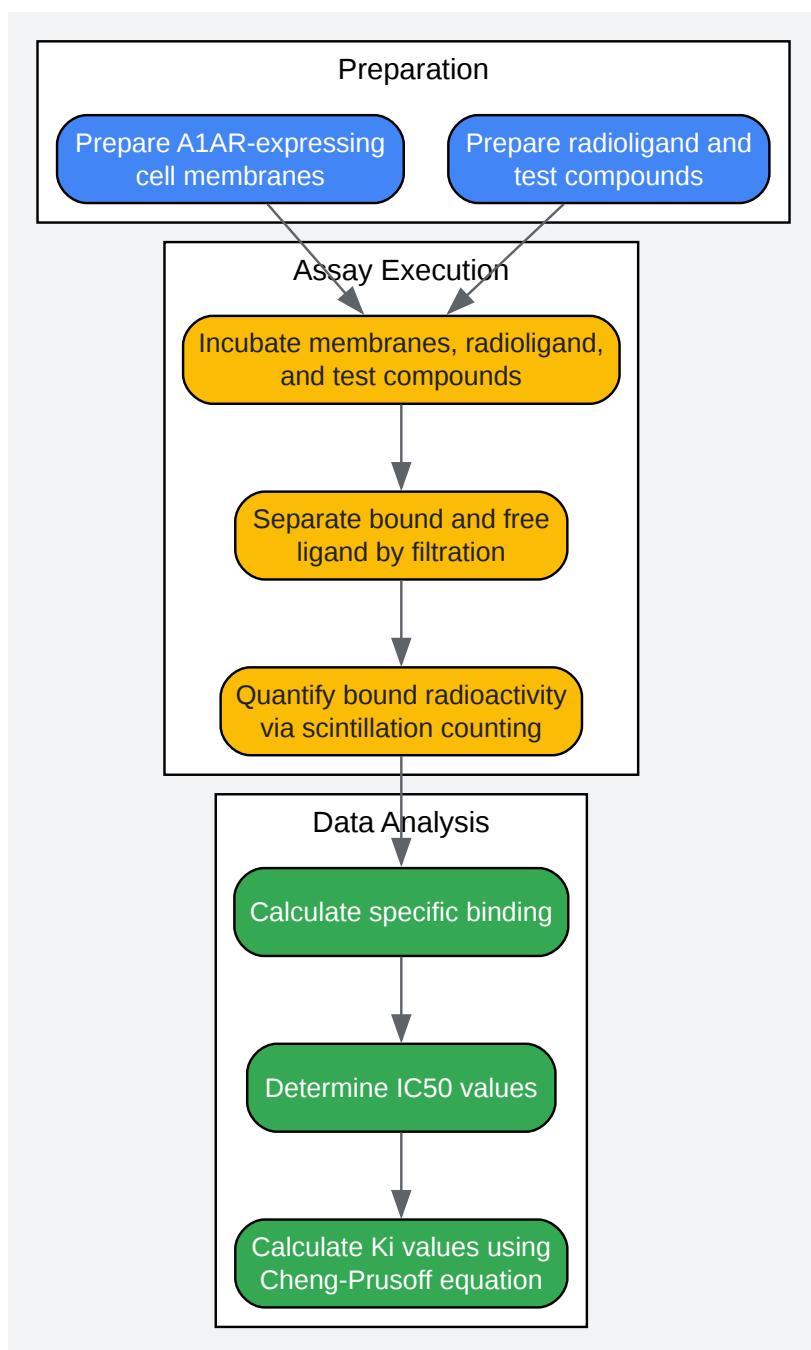 Preparation
Prepare A1AR-expressing
cell membranes
Prepare radioligand and
test compounds
Assay Execution
Incubate membranes, radioligand,
and test compounds
Separate bound and free
ligand by filtration
Quantify bound radioactivity
via scintillation counting
Data Analysis
Calculate specific binding
Determine IC50 values
Calculate Ki values using
Cheng-Prusoff equation